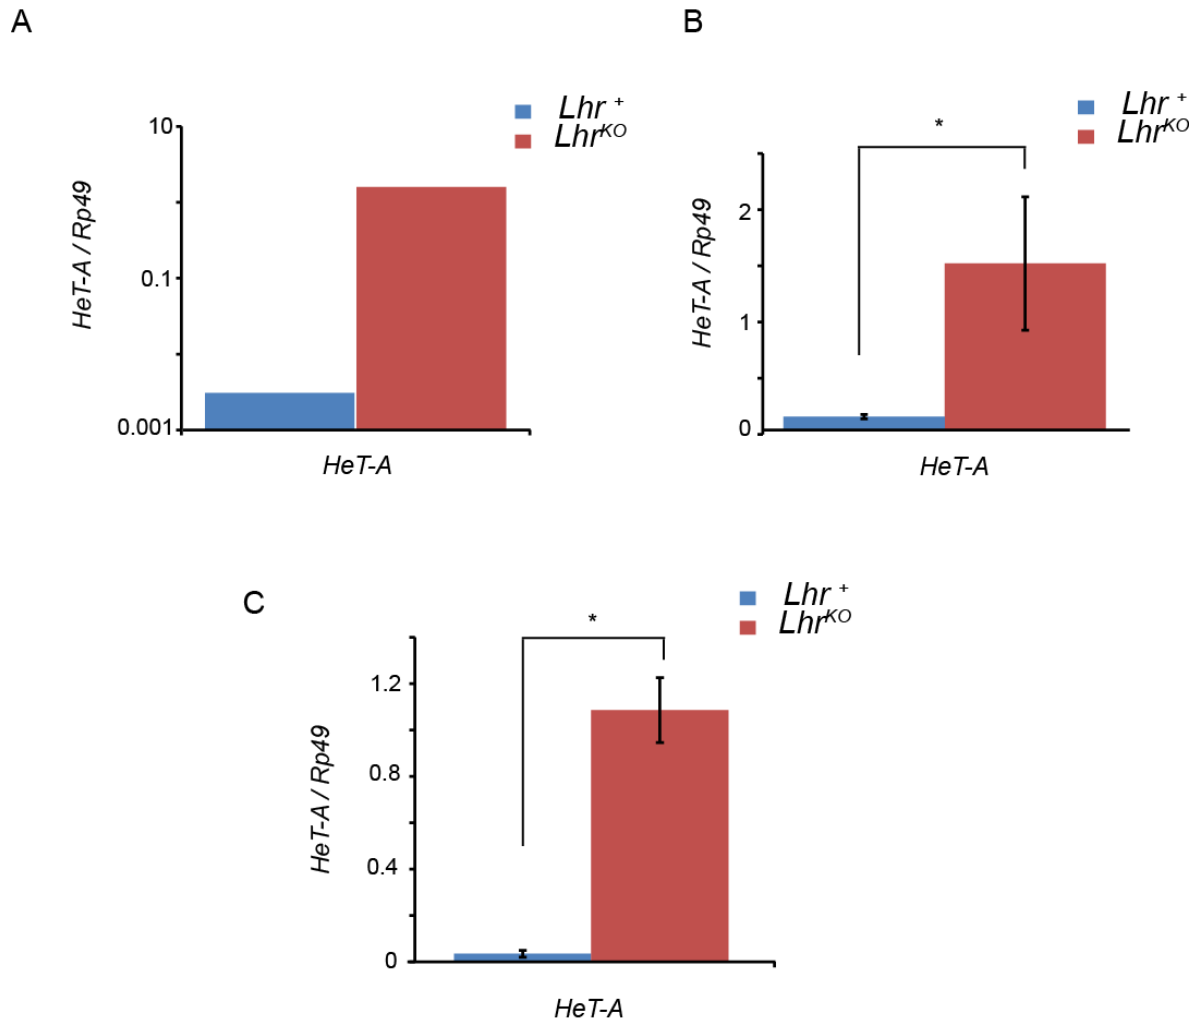 A
Lhr +
LhrKO
10
0.1
0.001
HeT-A / Rp49
HeT-A
B
Lhr +
LhrKO
*
2
1
0
HeT-A / Rp49
HeT-A
C
Lhr +
LhrKO
*
1.2
0.8
0.4
0
HeT-A / Rp49
HeT-A